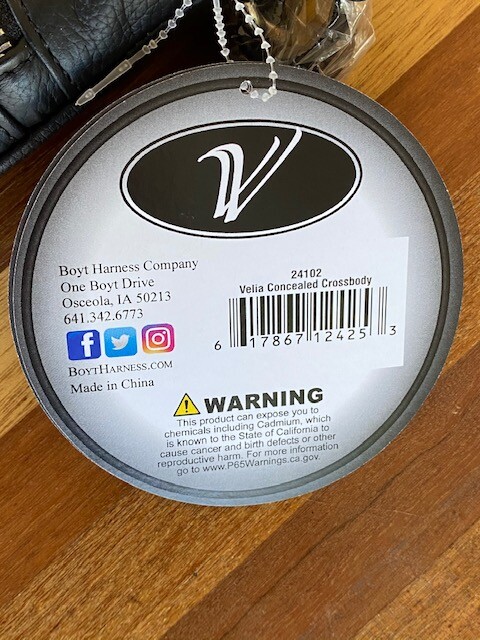 W
Boyt Harness Company
One Boyt Drive
Osceola, IA 50213
641.342.6773
BOYTHARNESS.COM
Made in China
24102
Velia Concealed Crossbody
6 17867 12425 3
WARNING
This product can expose you to
chemicals including Cadmium, which
is known to the State of California to
cause cancer and birth defects or other
reproductive harm. For more information
go to www.P65Warnings.ca.gov.